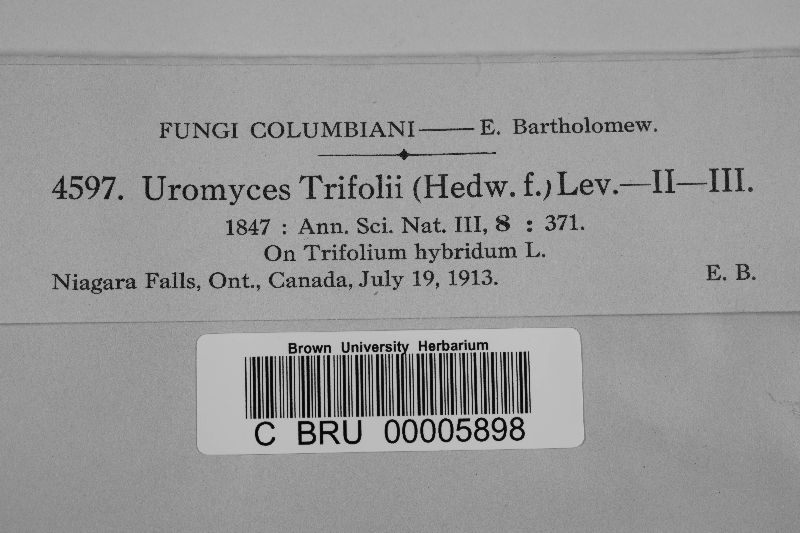 FUNGI COLUMBIANI—E. Bartholomew.
4597. Uromyces Trifolii (Hedw. f.) Lev.—II—III.
1847 : Ann. Sci. Nat. III, 8 : 371.
On Trifolium hybridum L.
Niagara Falls, Ont., Canada, July 19, 1913. E. B.
Brown University Herbarium
C BRU 00005898